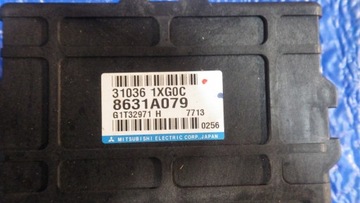 31036 1XG0C
8631A079
G1T32971 H 7713
0256
MITSUBISHI ELECTRIC CORP. JAPAN